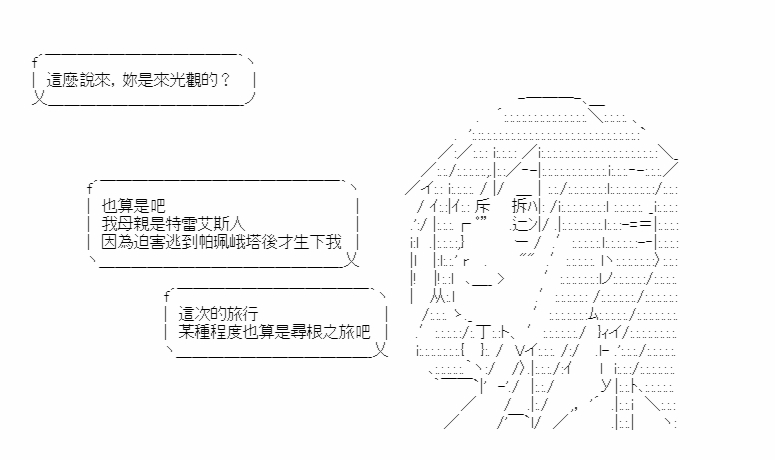 這麼說來，妳是來光觀的？
也算是吧
我母親是特雷艾斯人
因為迫害逃到帕珮峨塔後才生下我
這次的旅行
某種程度也算是尋根之旅吧